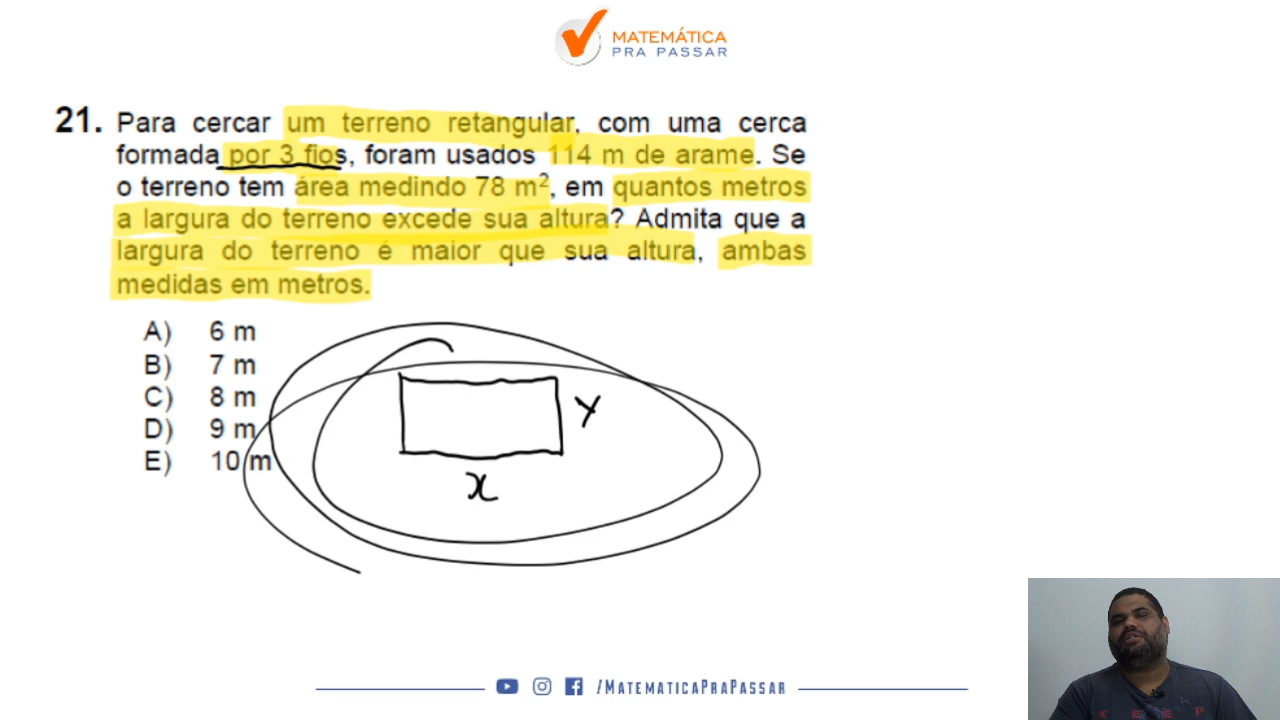 MATEMÁTICA
PRA PASSAR
21. Para cercar um terreno retangular, com uma cerca
formada por 3 fios, foram usados 114 m de arame. Se
o terreno tem área medindo 78 m², em quantos metros
a largura do terreno excede sua altura? Admita que a
largura do terreno é maior que sua altura, ambas
medidas em metros.
A) 6 m
B) 7 m
C) 8 m
D) 9 m
E) 10 m
y
x
KEEP
/MATEMATICAPRAPASSAR